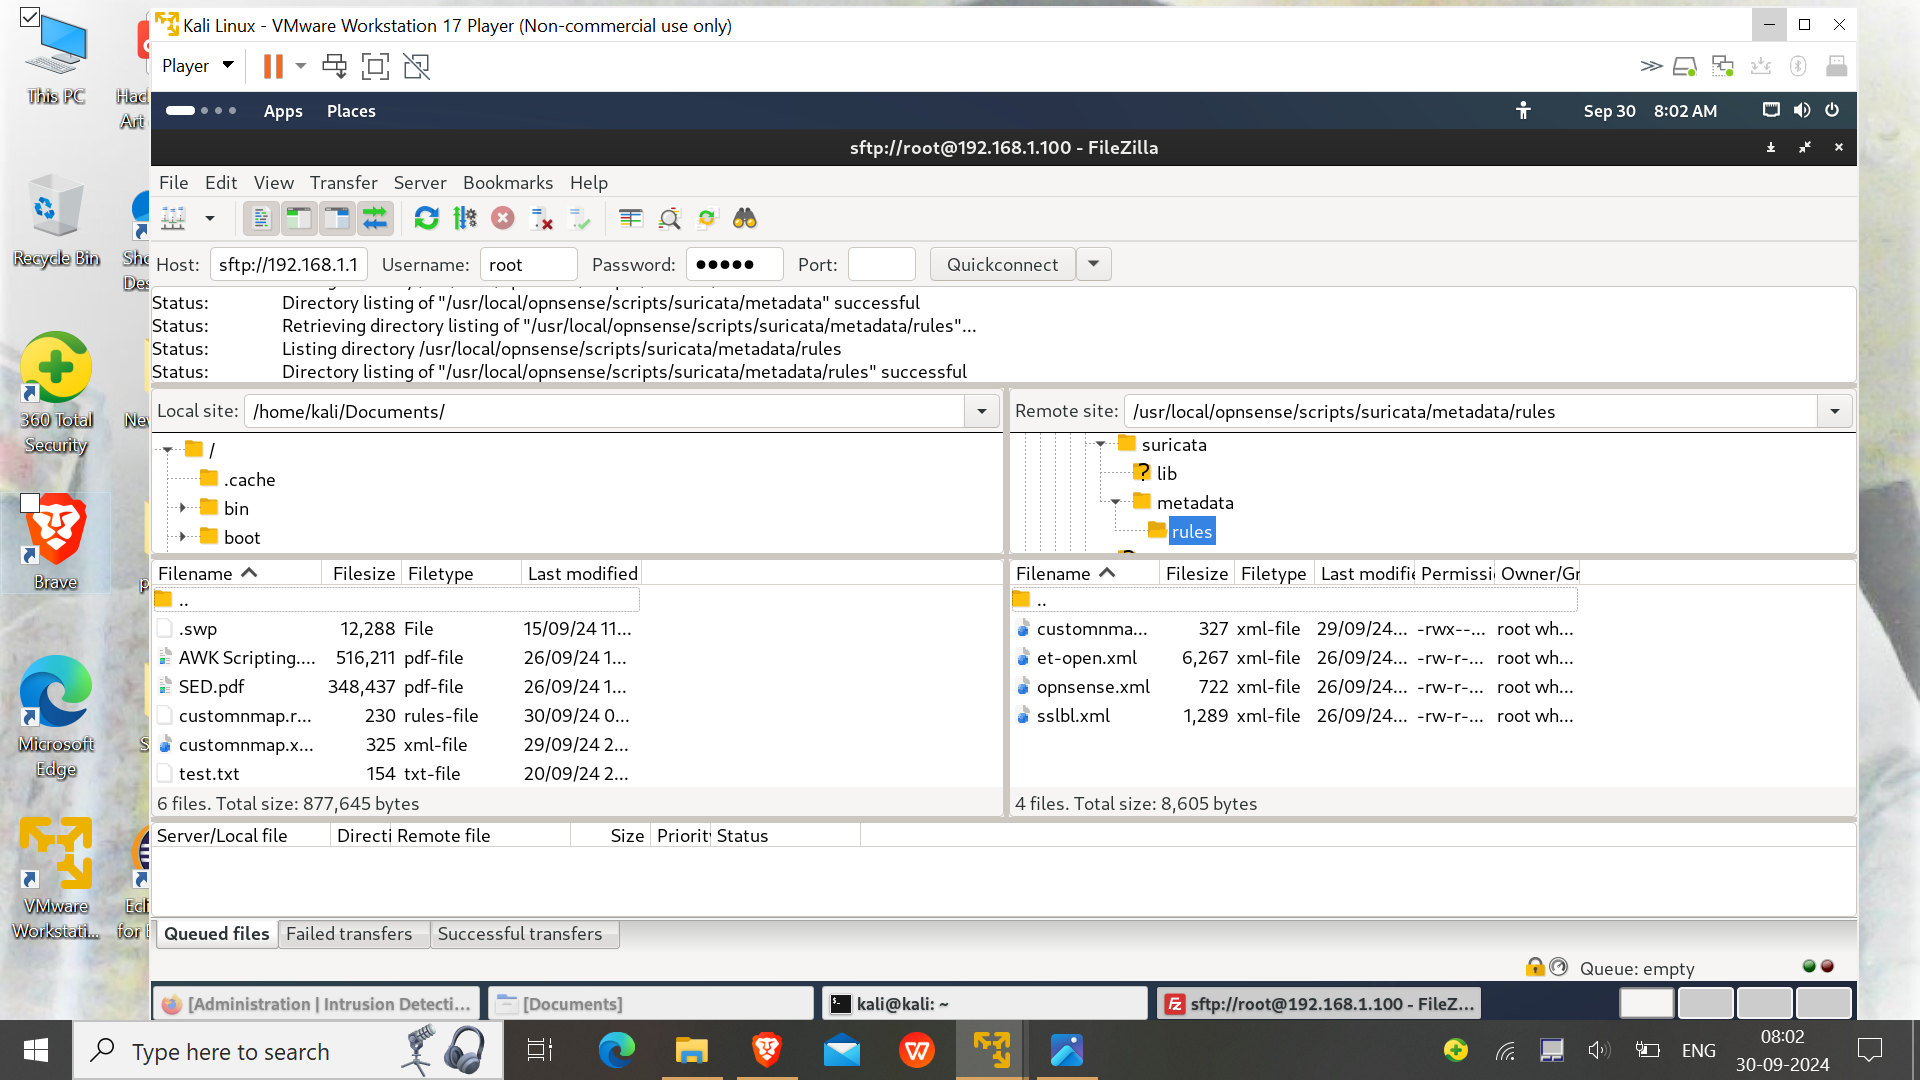 Kali Linux - VMware Workstation 17 Player (Non-commercial use only)
Player
Apps Places Sep 30 8:02 AM
sftp://root@192.168.1.100 - FileZilla
File Edit View Transfer Server Bookmarks Help
Host: sftp://192.168.1.1 Username: root Password: ●●●●● Port: Quickconnect
Status: Directory listing of "/usr/local/opnsense/scripts/suricata/metadata" successful
Status: Retrieving directory listing of "/usr/local/opnsense/scripts/suricata/metadata/rules"...
Status: Listing directory /usr/local/opnsense/scripts/suricata/metadata/rules
Status: Directory listing of "/usr/local/opnsense/scripts/suricata/metadata/rules" successful
Local site: /home/kali/Documents/
/
.cache
bin
boot
Filename Filesize Filetype Last modified
..
.swp 12,288 File 15/09/24 11...
AWK Scripting.... 516,211 pdf-file 26/09/24 1...
SED.pdf 348,437 pdf-file 26/09/24 1...
customnmap.r... 230 rules-file 30/09/24 0...
customnmap.x... 325 xml-file 29/09/24 2...
test.txt 154 txt-file 20/09/24 2...
6 files. Total size: 877,645 bytes
Remote site: /usr/local/opnsense/scripts/suricata/metadata/rules
suricata
lib
metadata
rules
Filename Filesize Filetype Last modifie Permissi Owner/Gr
..
customnma... 327 xml-file 29/09/24... -rwx--... root wh...
et-open.xml 6,267 xml-file 26/09/24... -rw-r-... root wh...
opnsense.xml 722 xml-file 26/09/24... -rw-r-... root wh...
sslbl.xml 1,289 xml-file 26/09/24... -rw-r-... root wh...
4 files. Total size: 8,605 bytes
Server/Local file Directi Remote file Size Priority Status
Queued files Failed transfers Successful transfers
Queue: empty
[Administration | Intrusion Detecti... [Documents] kali@kali: ~ sftp://root@192.168.1.100 - FileZ...
This PC
Recycle Bin
360 Total
Security
Brave
Microsoft
Edge
VMware
Workstati...
Hac
Art
Sho
Des
Nev
p
S
Ecl
for
Type here to search
ENG
08:02
30-09-2024